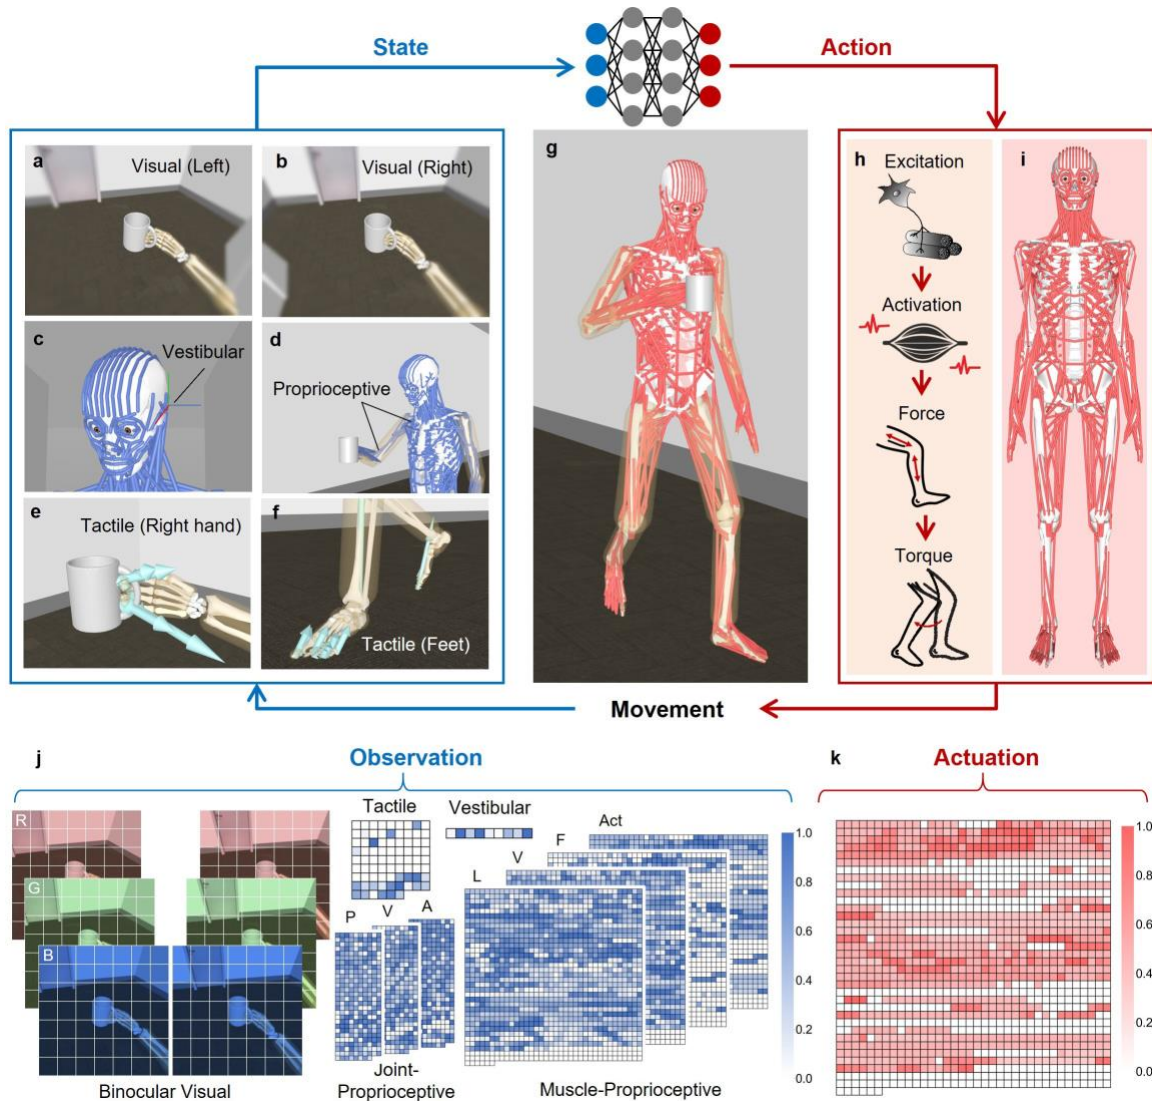 State
Action
a
Visual (Left)
b
Visual (Right)
c
Vestibular
d
Proprioceptive
e
Tactile (Right hand)
f
Tactile (Feet)
g
h
Excitation
Activation
Force
Torque
i
Movement
j
Observation
R
G
B
Binocular Visual
Tactile
Vestibular
P
V
A
Joint-
Proprioceptive
L
V
F
Act
Muscle-Proprioceptive
1.0
0.8
0.6
0.4
0.2
0.0
k
Actuation
1.0
0.8
0.6
0.4
0.2
0.0